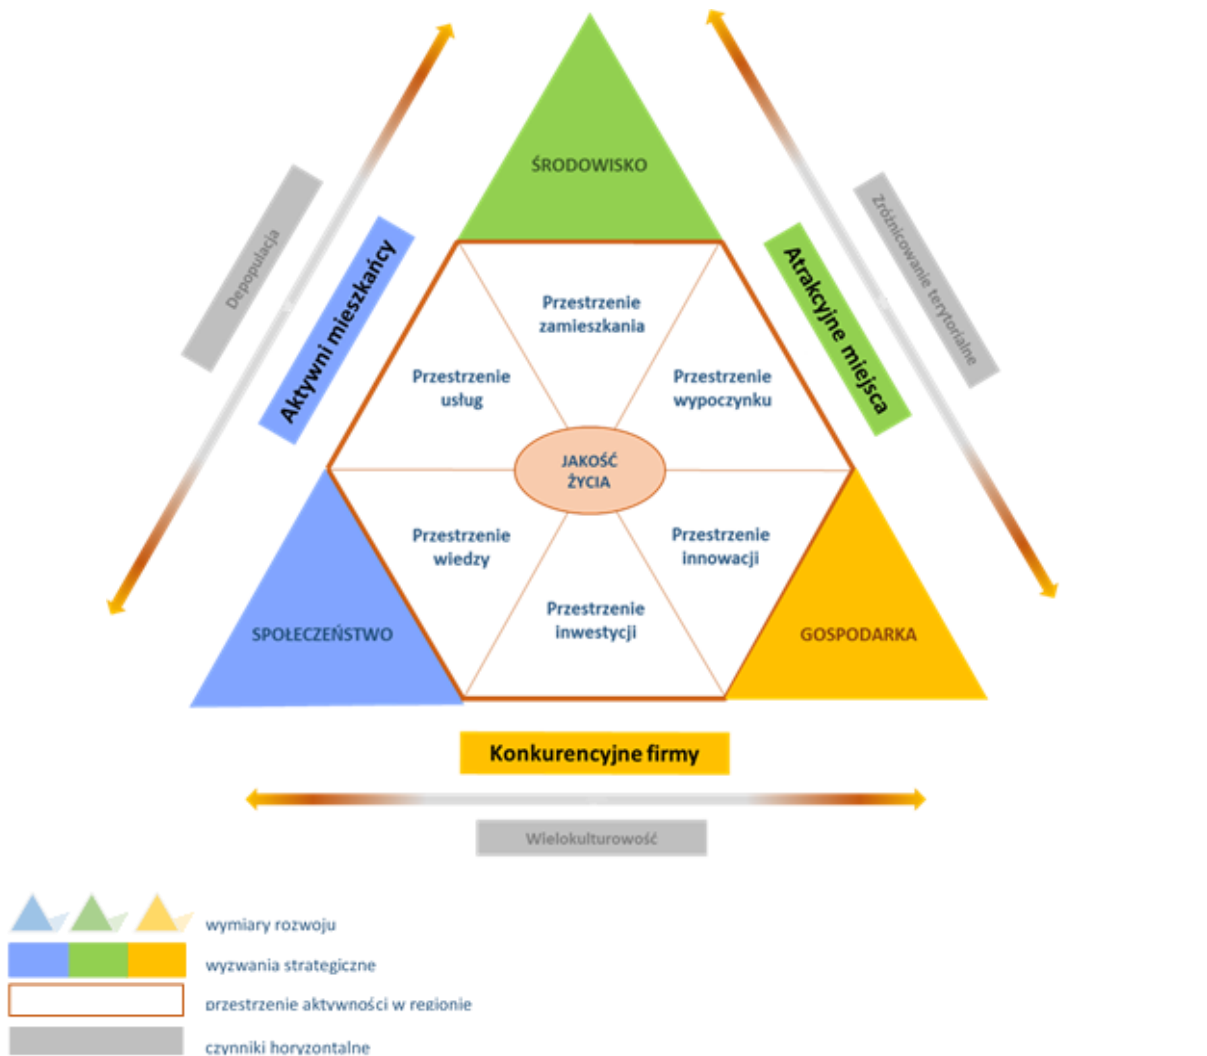 ŚRODOWISKO
Depopulacja
Aktywni mieszkańcy
Atrakcyjne miejsca
Zróżnicowanie terytorialne
Przestrzenie
zamieszkania
Przestrzenie
usług
Przestrzenie
wypoczynku
JAKOŚĆ
ŻYCIA
Przestrzenie
wiedzy
Przestrzenie
innowacji
Przestrzenie
inwestycji
SPOŁECZEŃSTWO
GOSPODARKA
Konkurencyjne firmy
Wielokulturowość
wymiary rozwoju
wyzwania strategiczne
przestrzenie aktywności w regionie
czynniki horyzontalne